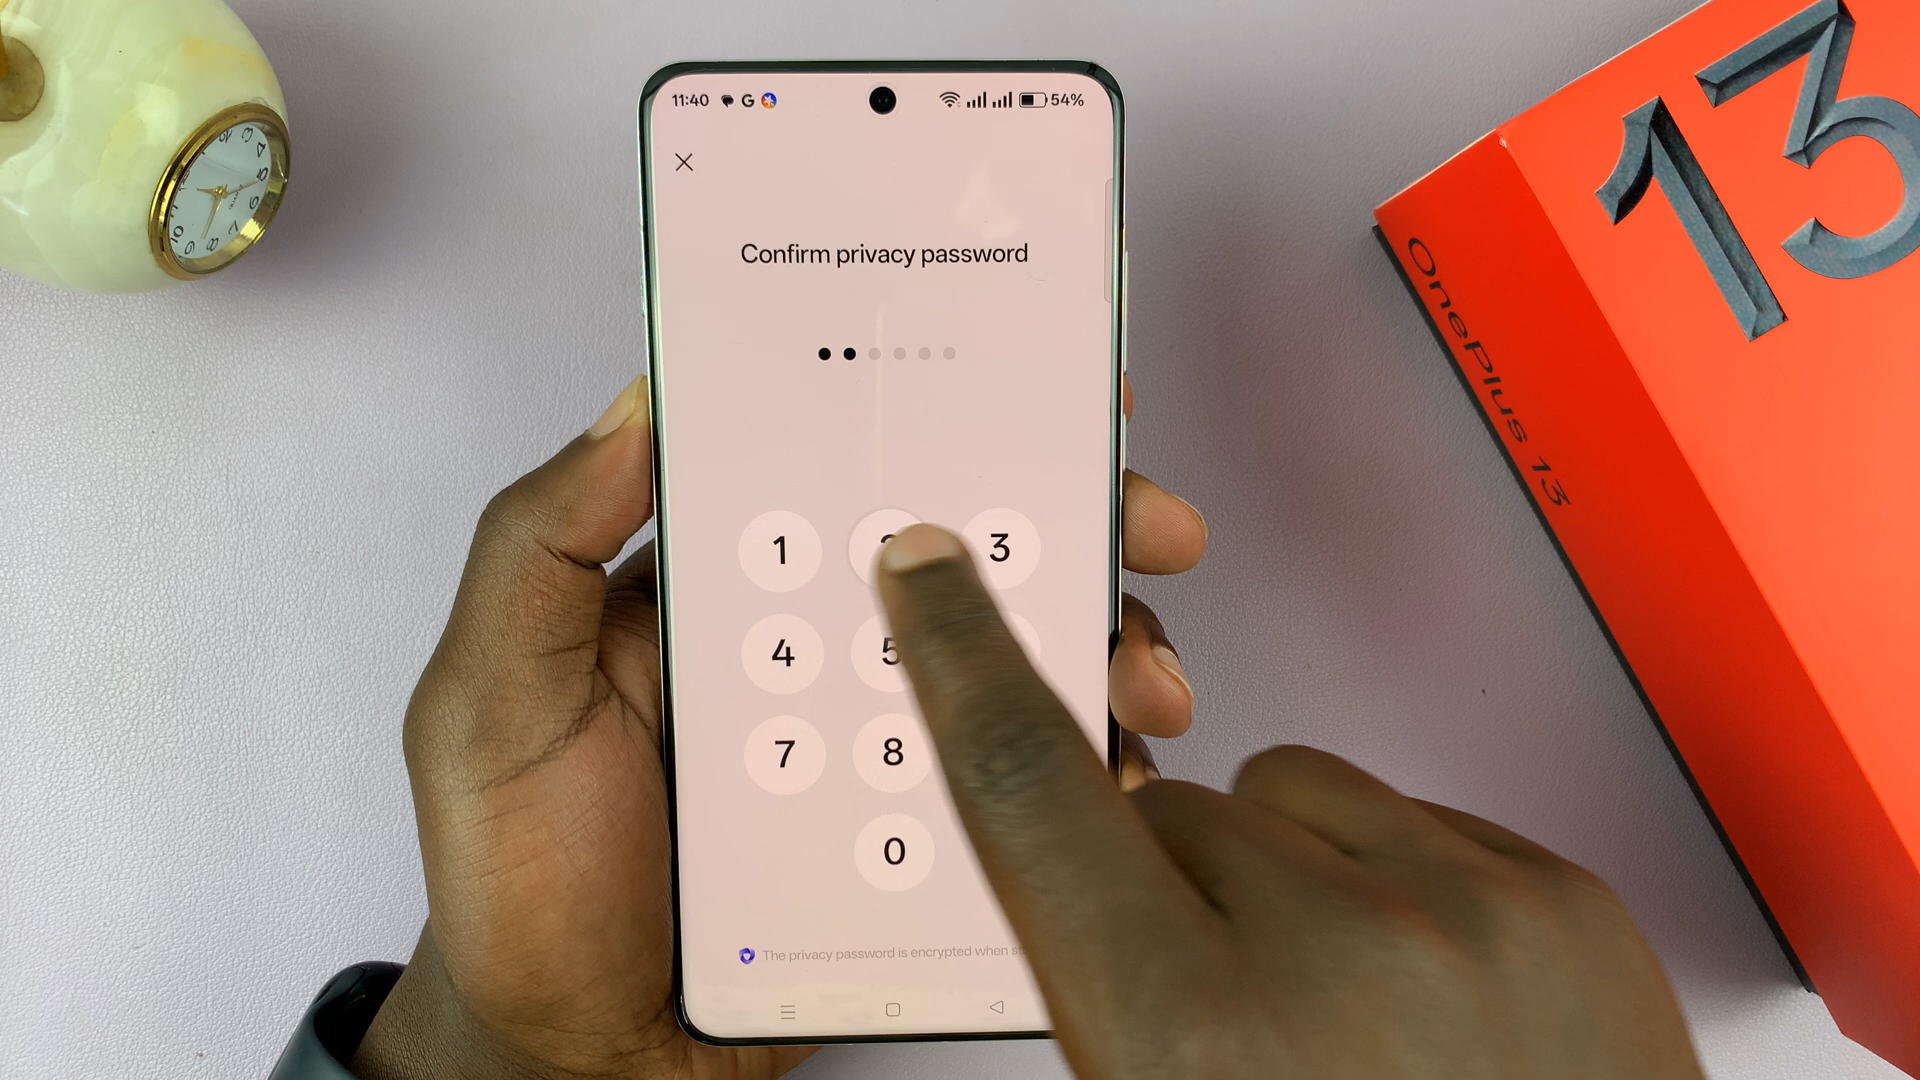 11:40 G 54%
Confirm privacy password
1 3
4 5
7 8
0
The privacy password is encrypted when
13
OnePlus 13